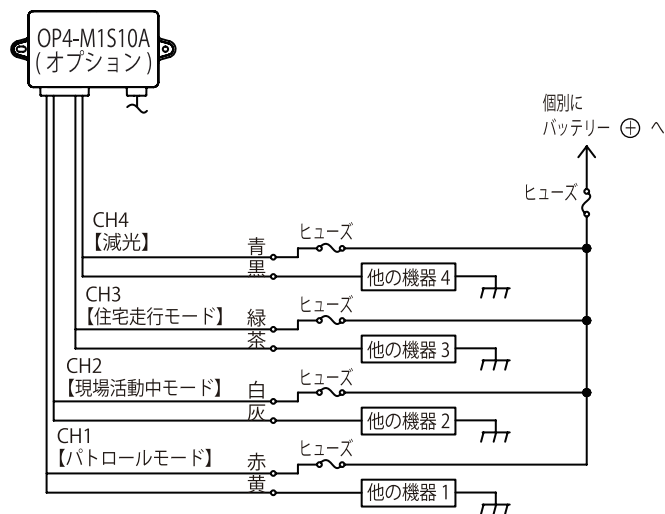 OP4-M1S10A
(オプション)
個別に
バッテリー ⊕ へ
ヒューズ
CH4
【減光】
青
ヒューズ
黒
他の機器 4
CH3
【住宅走行モード】
緑
ヒューズ
茶
他の機器 3
CH2
【現場活動中モード】
白
ヒューズ
灰
他の機器 2
CH1
【パトロールモード】
赤
ヒューズ
黄
他の機器 1